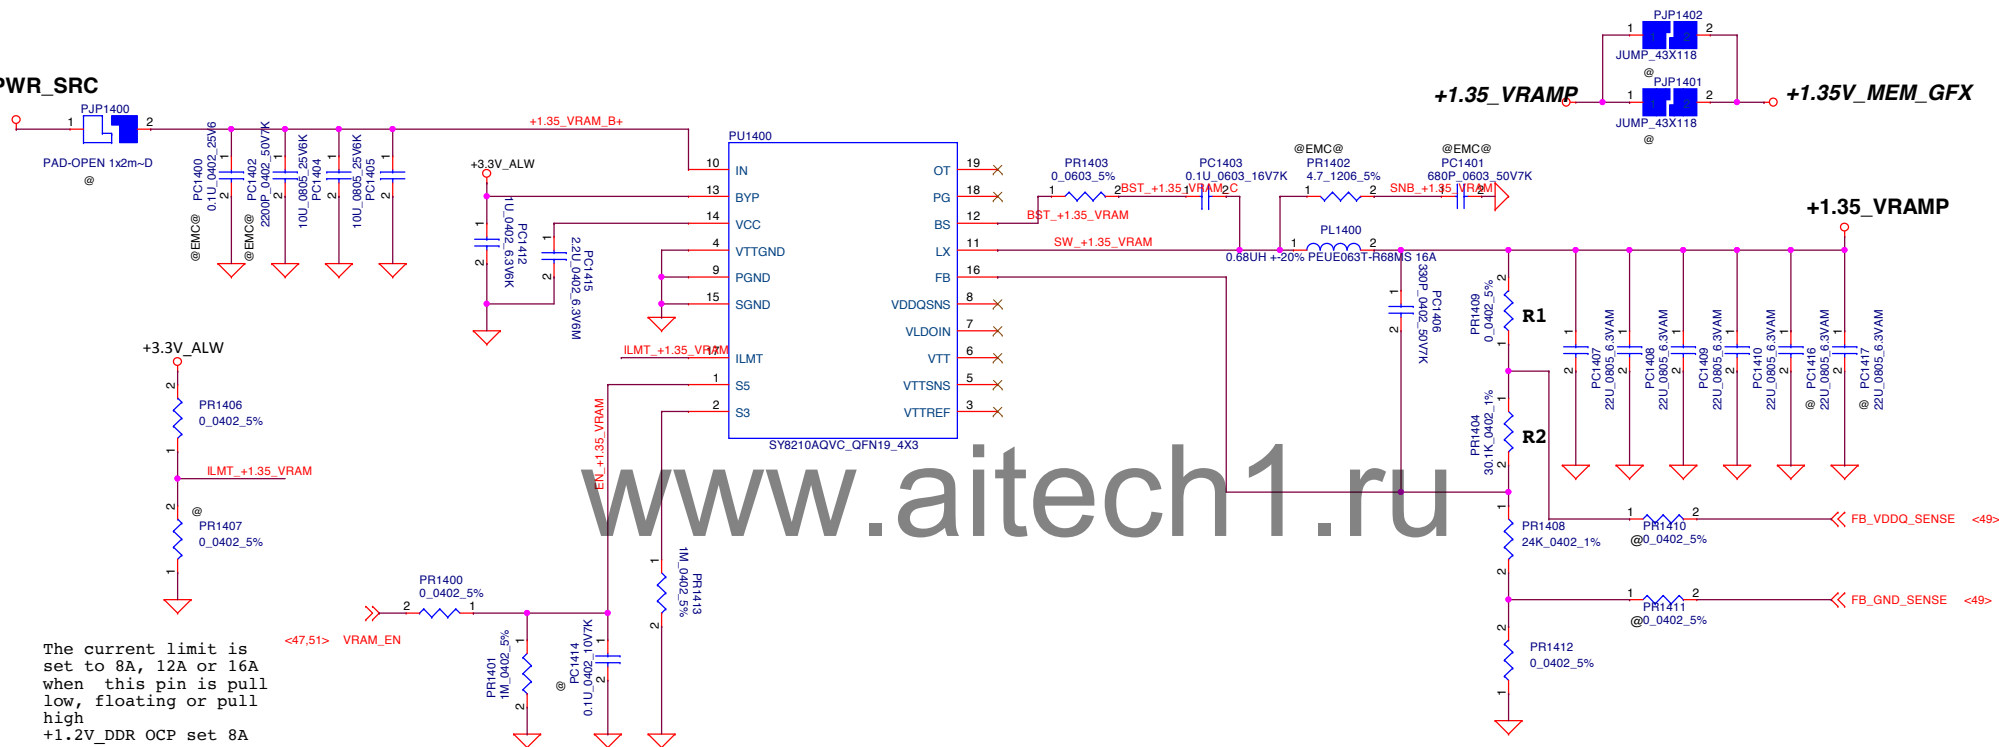 PWR_SRC
PJP1400
1 2
PAD-OPEN 1x2m~D
@
@EMC@ PC1400 0.1U_0402_25V6
@EMC@ PC1402 2200P_0402_50V7K
PC1404 10U_0805_25V6K
PC1405 10U_0805_25V6K
+1.35_VRAM_B+
+3.3V_ALW
PC1412
1U_0402_6.3V6K
PC1415
2.2U_0402_6.3V6M
PU1400
10 IN
13 BYP
14 VCC
4 VTTGND
9 PGND
15 SGND
17 ILMT
1 S5
2 S3
OT 19
PG 18
BS 12
LX 11
FB 16
VDDQSNS 8
VLDOIN 7
VTT 6
VTTSNS 5
VTTREF 3
SY8210AQVC_QFN19_4X3
ILMT_+1.35_VRAM
EN_+1.35_VRAM
PR1403
0_0603_5%
PC1403
0.1U_0603_16V7K
BST_+1.35_VRAM_C
BST_+1.35_VRAM
SW_+1.35_VRAM
@EMC@
PR1402
4.7_1206_5%
SNB_+1.35_VRAM
@EMC@
PC1401
680P_0603_50V7K
PL1400
1 2
0.68UH +-20% PEUE063T-R68MS 16A
PC1406
330P_0402_50V7K
PJP1402
1 2
JUMP_43X118
@
PJP1401
1 2
JUMP_43X118
@
+1.35_VRAMP
+1.35V_MEM_GFX
+1.35_VRAMP
PR1409
0_0402_5%
R1
PR1404
30.1K_0402_1%
R2
PC1407
22U_0805_6.3VAM
PC1408
22U_0805_6.3VAM
PC1409
22U_0805_6.3VAM
PC1410
22U_0805_6.3VAM
@ PC1416
22U_0805_6.3VAM
@ PC1417
22U_0805_6.3VAM
PR1408
24K_0402_1%
PR1410
@0_0402_5%
FB_VDDQ_SENSE <49>
PR1411
@0_0402_5%
FB_GND_SENSE <49>
PR1412
0_0402_5%
+3.3V_ALW
PR1406
0_0402_5%
ILMT_+1.35_VRAM
@
PR1407
0_0402_5%
PR1400
0_0402_5%
<47,51> VRAM_EN
PR1401
1M_0402_5%
@
PC1414
0.1U_0402_10V7K
PR1413
1M_0402_5%
The current limit is
set to 8A, 12A or 16A
when this pin is pull
low, floating or pull
high
+1.2V_DDR OCP set 8A
www.aitech1.ru